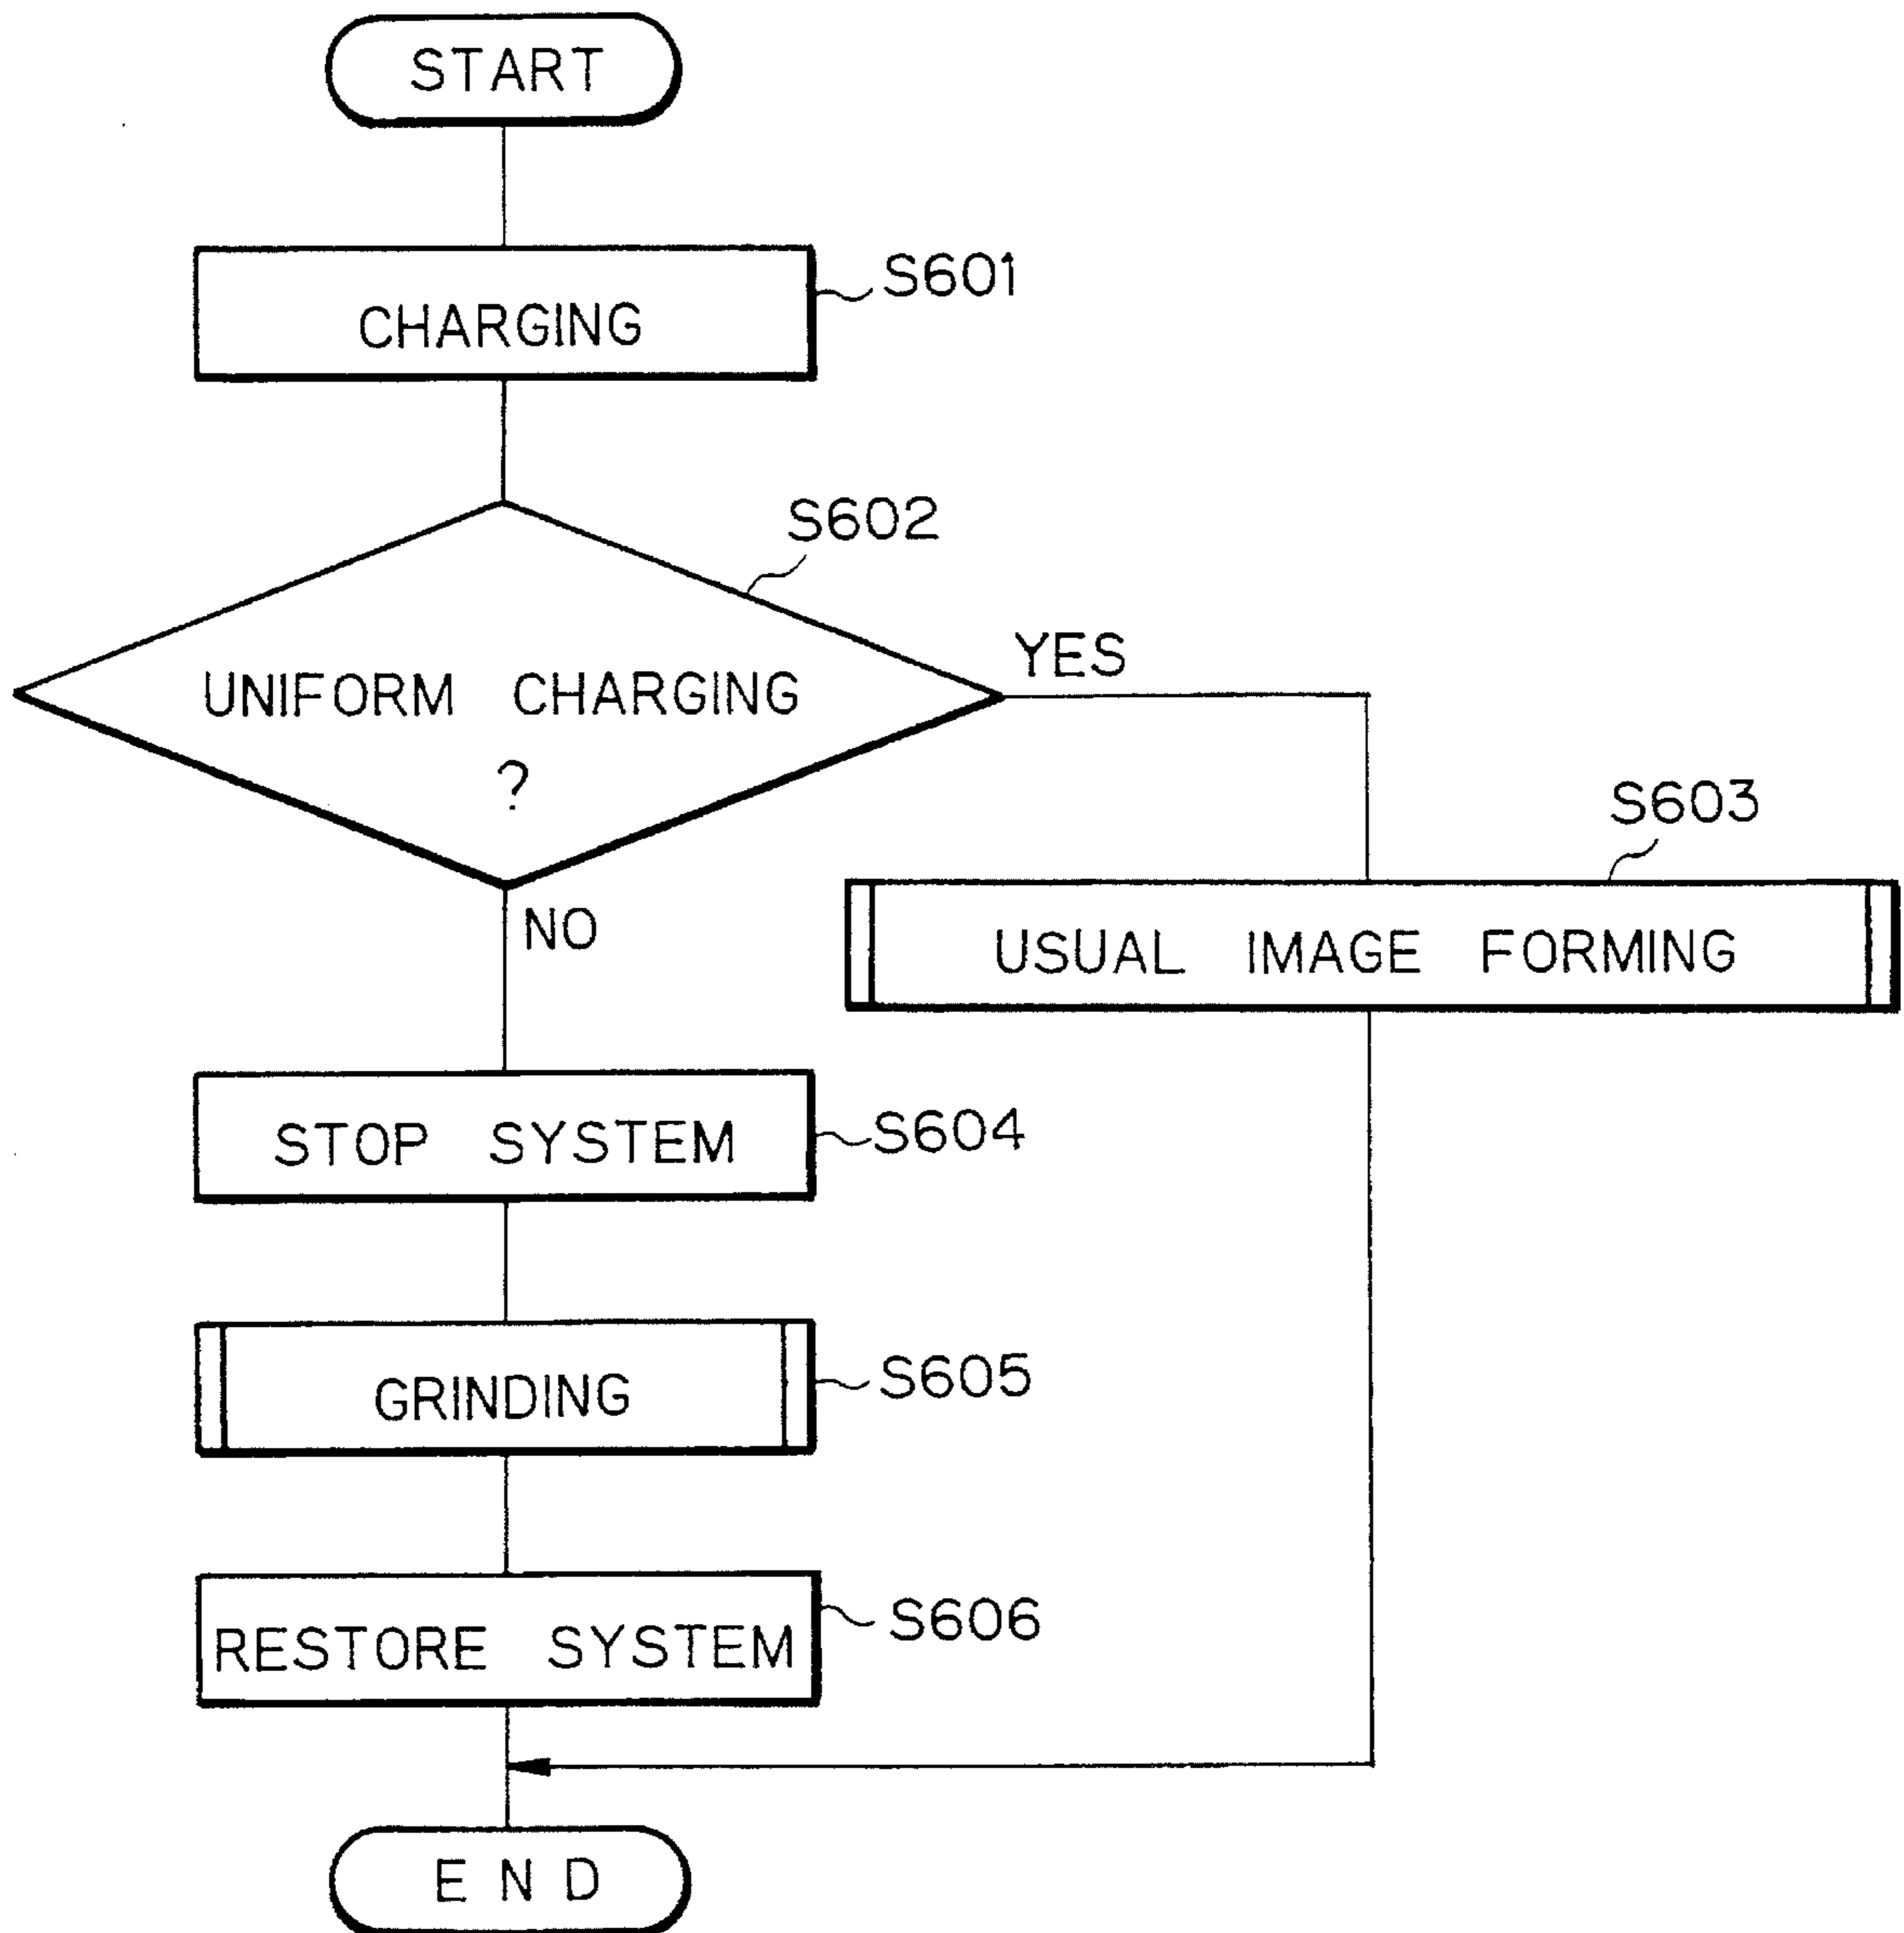 START
CHARGING
S601
S602
UNIFORM CHARGING
?
YES
NO
S603
USUAL IMAGE FORMING
STOP SYSTEM
S604
GRINDING
S605
RESTORE SYSTEM
S606
END